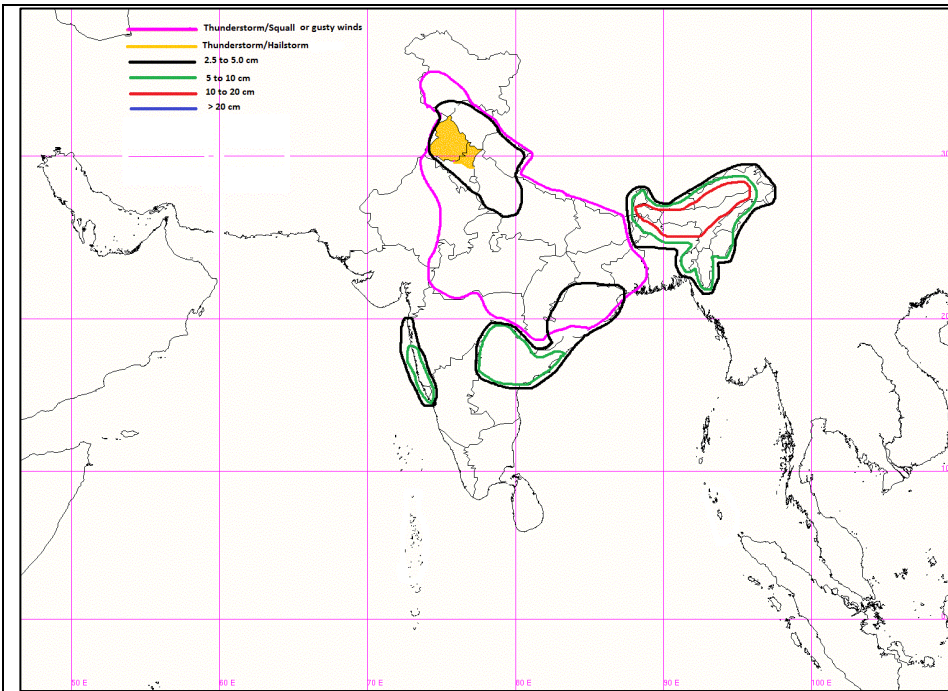 Thunderstorm/Squall or gusty winds
Thunderstorm/Hailstorm
2.5 to 5.0 cm
5 to 10 cm
10 to 20 cm
> 20 cm
30
20
10
50 E
60 E
70 E
80 E
90 E
100 E